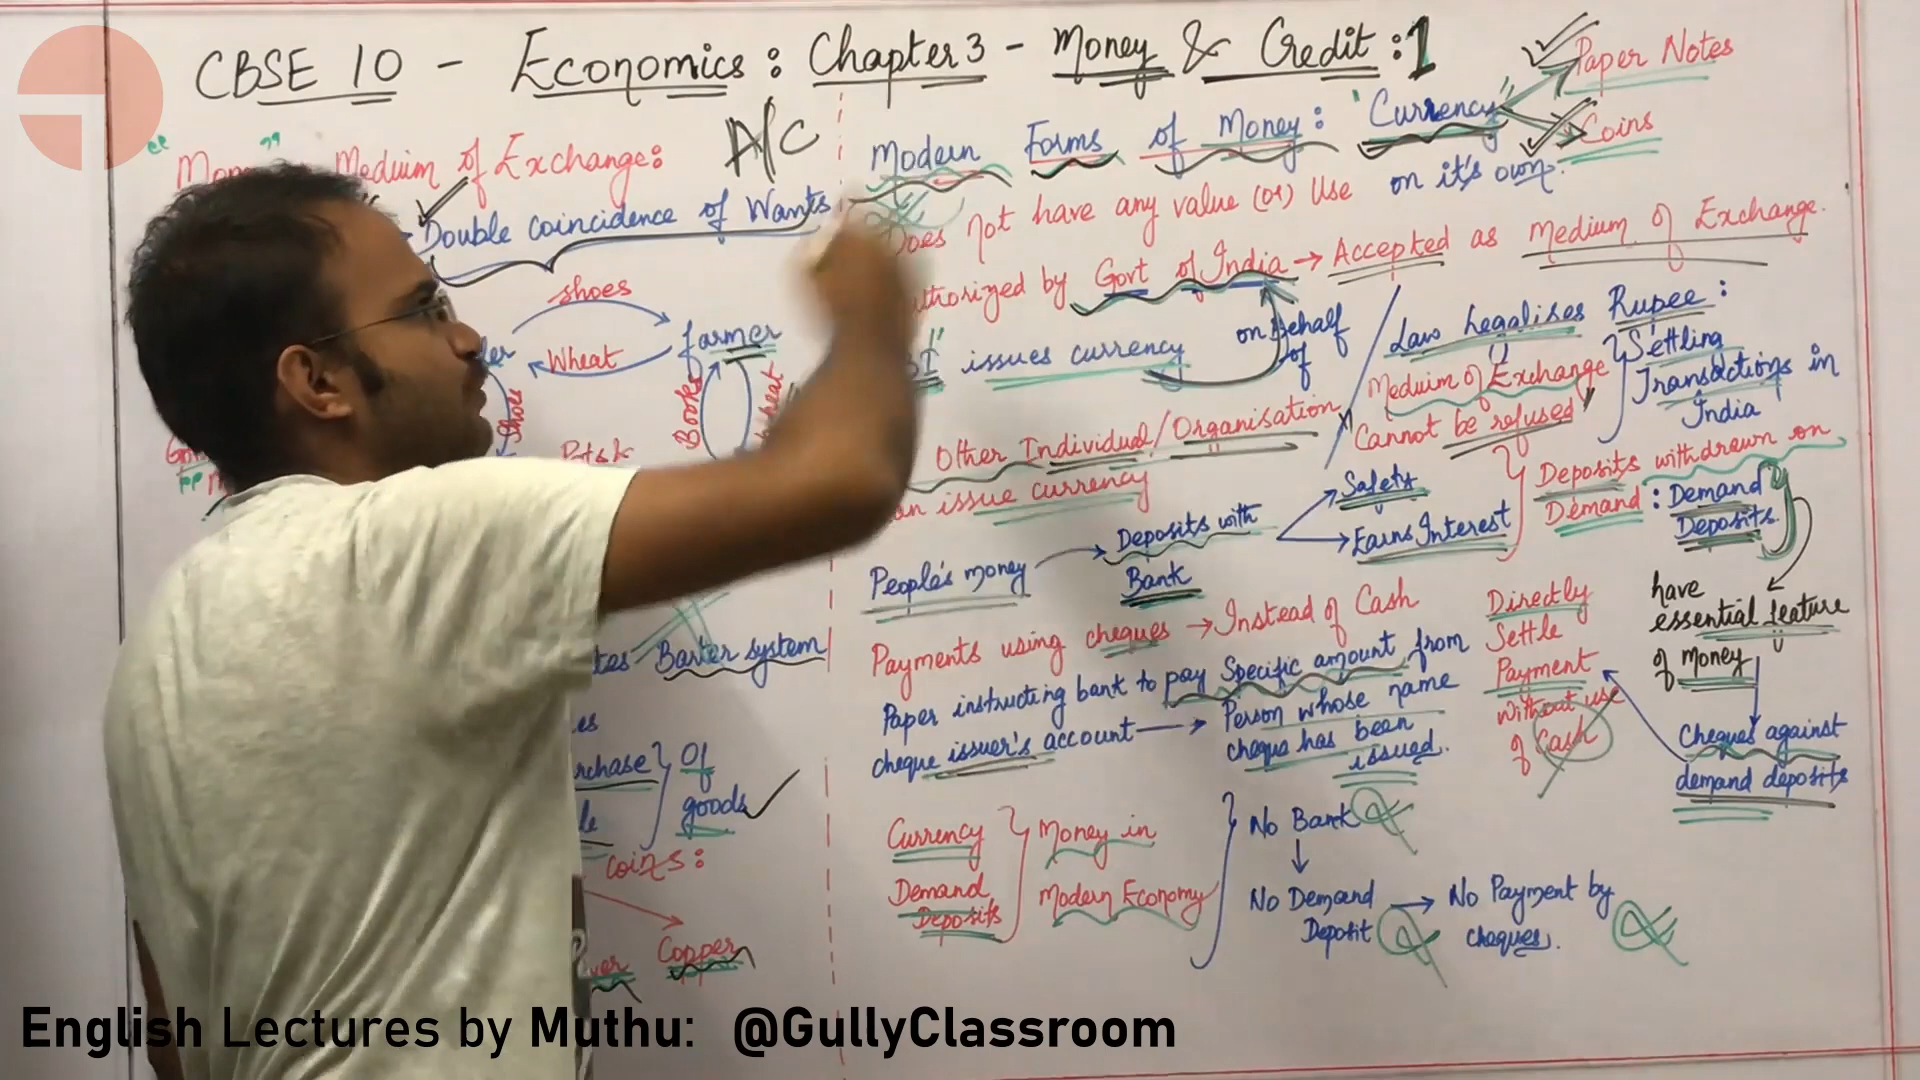 CBSE 10 - Economics: Chapter 3 - Money & Credit: 1
A/C
Medium of Exchange:
Double coincidence of Wants
shoes
farmer
Wheat
Shoes
Books
Barter system
rchase
Of
goods
coins:
Copper
Modern Forms of Money: "Currency"
Paper Notes
Coins
Does not have any value (or) Use on it's own.
Authorized by Govt of India → Accepted as Medium of Exchange.
issues currency
on behalf
of
Law Legalises Rupee:
Medium of Exchange
Cannot be refused
Settling
Transactions in
India
Other Individual/Organisation
issue currency
People's money
Deposits with
Bank
Safety
Earns Interest
Deposits withdrawn on
Demand: Demand
Deposits.
have
essential feature
of money
Cheques against
demand deposits
Payments using cheques → Instead of Cash
Paper instructing bank to pay Specific amount from
cheque issuer's account → Person whose name
cheque has been
issued.
Directly
Settle
Payment
without use
of Cash
Currency
Demand
Deposits
Money in
Modern Economy
No Bank
No Demand
Deposit
→ No Payment by
cheques.
English Lectures by Muthu: @GullyClassroom